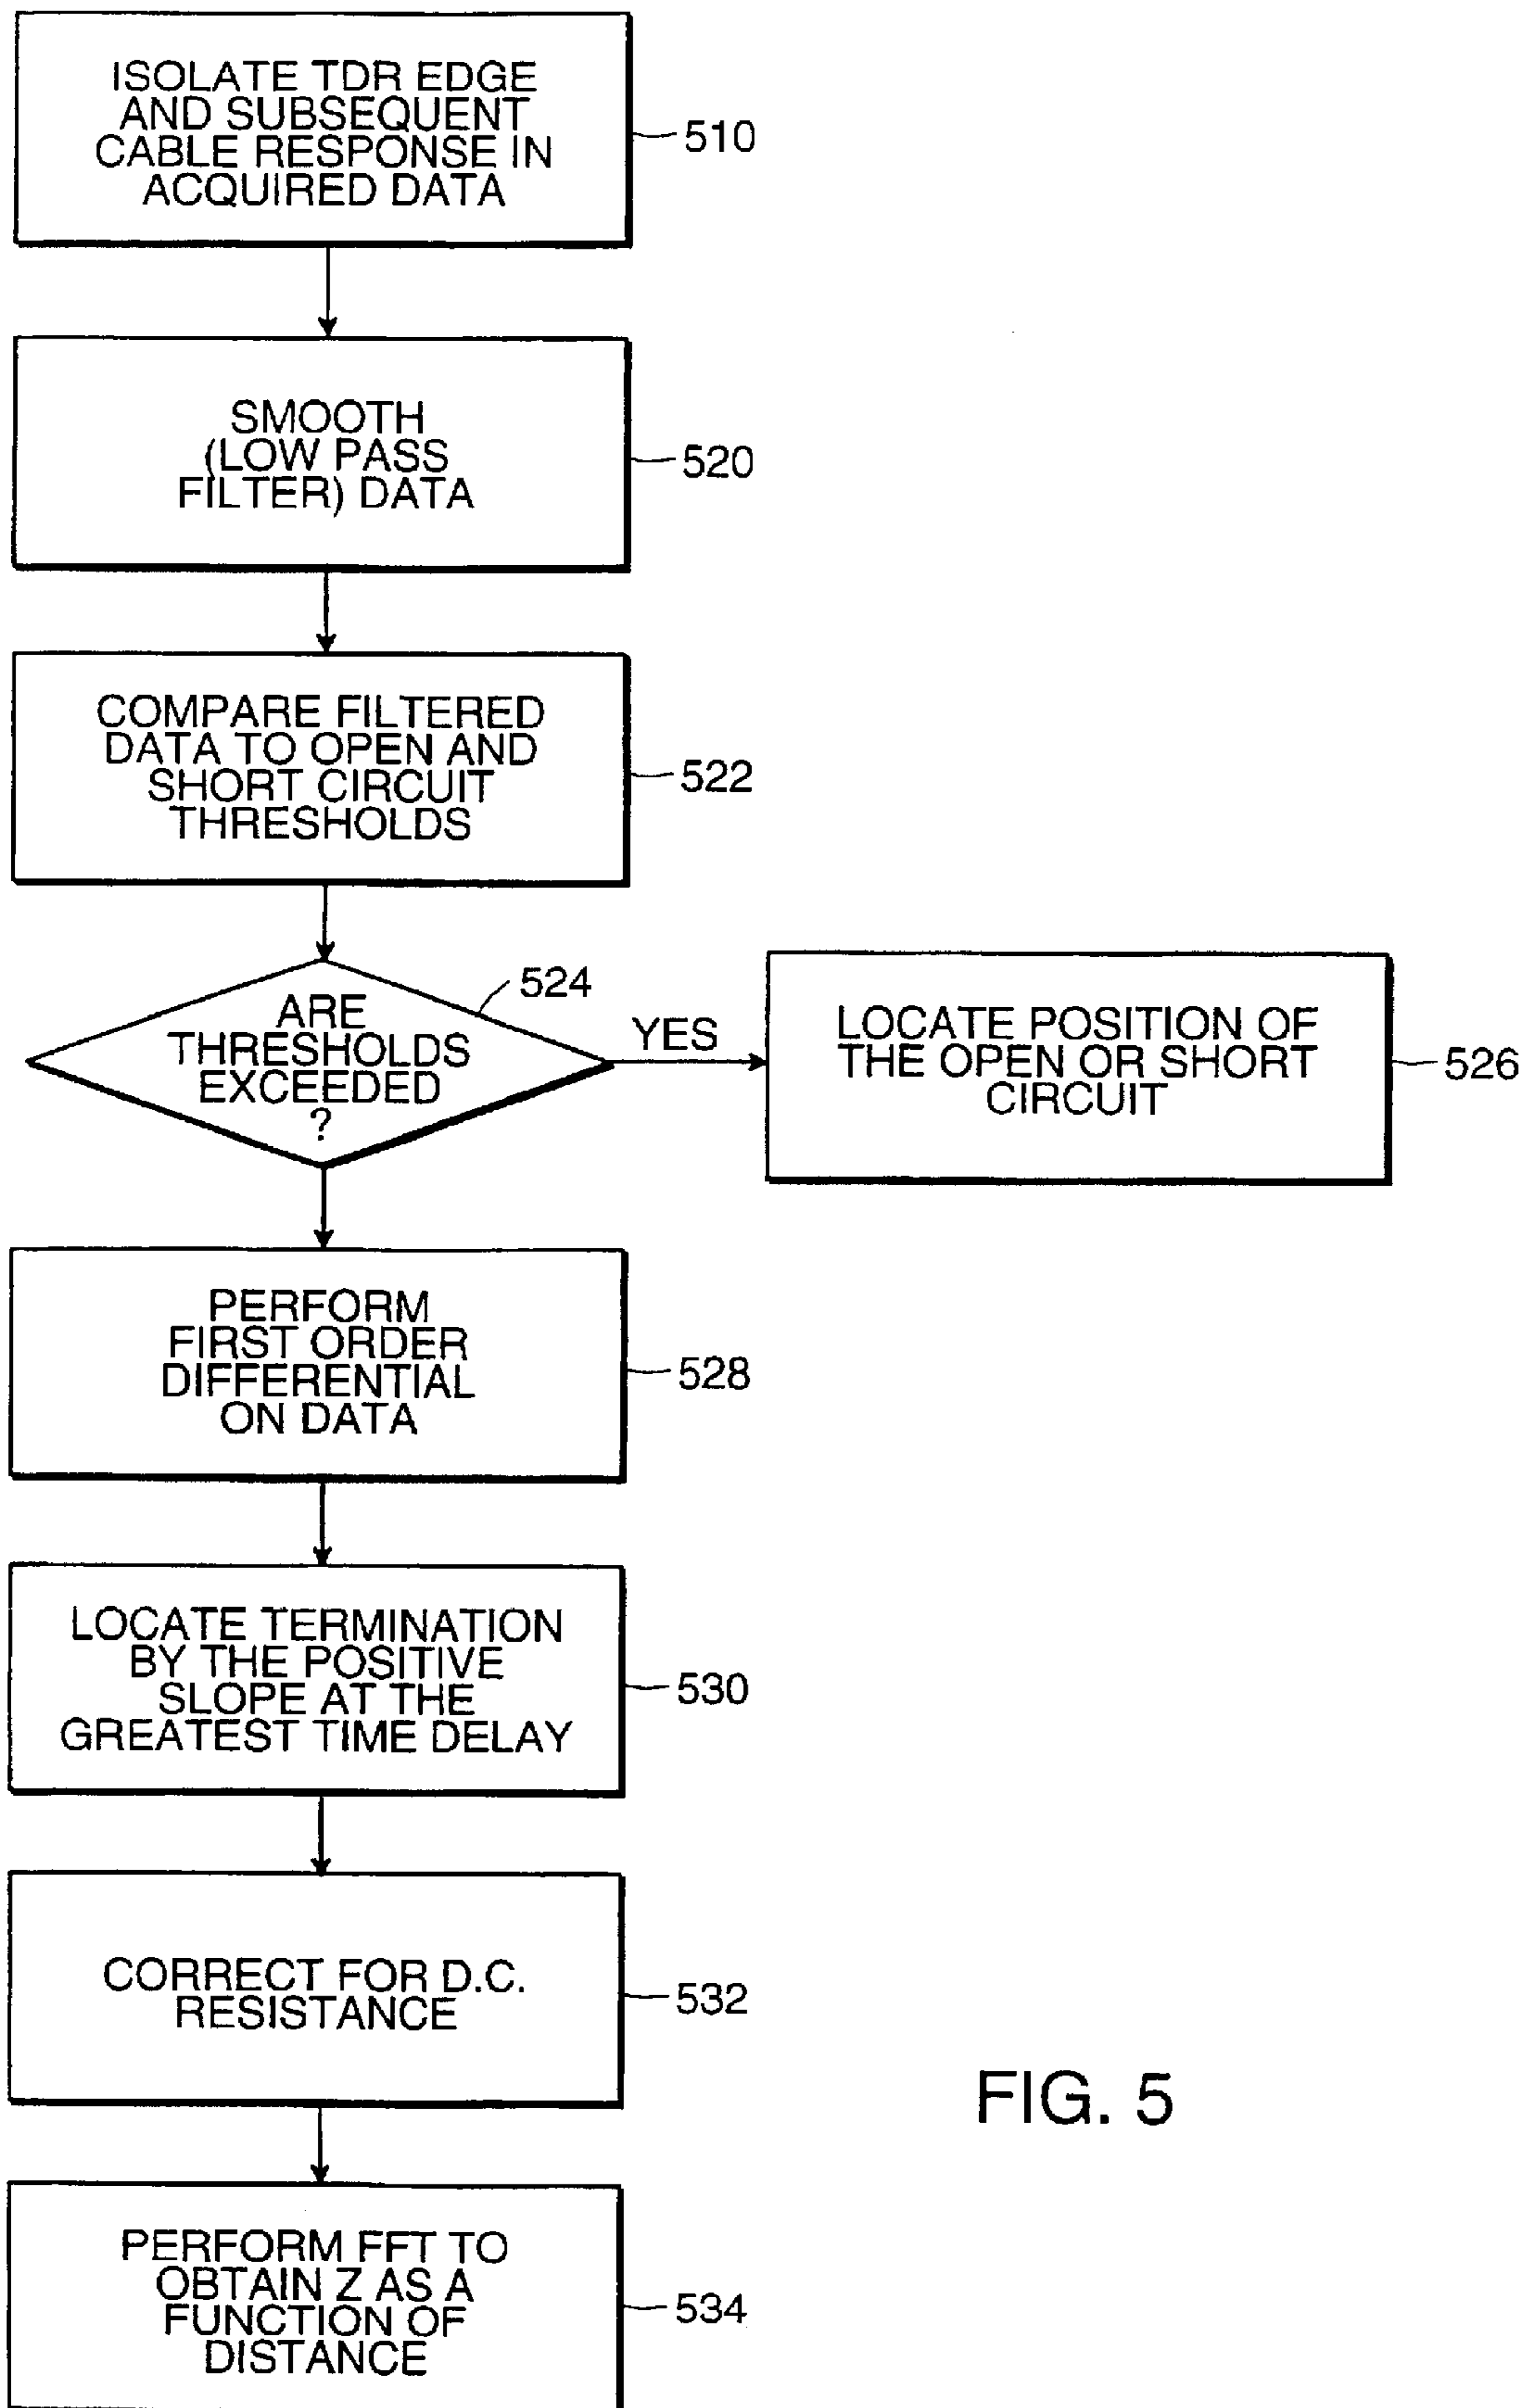 ISOLATE TDR EDGE
AND SUBSEQUENT
CABLE RESPONSE IN
ACQUIRED DATA
510
SMOOTH
(LOW PASS
FILTER) DATA
520
COMPARE FILTERED
DATA TO OPEN AND
SHORT CIRCUIT
THRESHOLDS
522
ARE
THRESHOLDS
EXCEEDED
?
524
YES
LOCATE POSITION OF
THE OPEN OR SHORT
CIRCUIT
526
PERFORM
FIRST ORDER
DIFFERENTIAL
ON DATA
528
LOCATE TERMINATION
BY THE POSITIVE
SLOPE AT THE
GREATEST TIME DELAY
530
CORRECT FOR D.C.
RESISTANCE
532
PERFORM FFT TO
OBTAIN Z AS A
FUNCTION OF
DISTANCE
534
FIG. 5